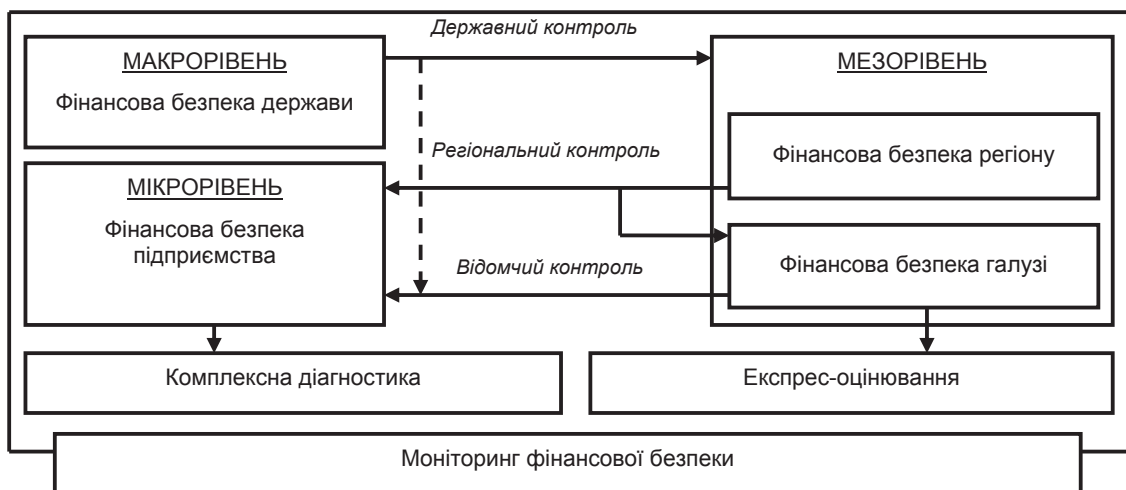 Державний контроль
МАКРОРІВЕНЬ
Фінансова безпека держави
МЕЗОРІВЕНЬ
Регіональний контроль
Фінансова безпека регіону
МІКРОРІВЕНЬ
Фінансова безпека
підприємства
Відомчий контроль
Фінансова безпека галузі
Комплексна діагностика
Експрес-оцінювання
Моніторинг фінансової безпеки